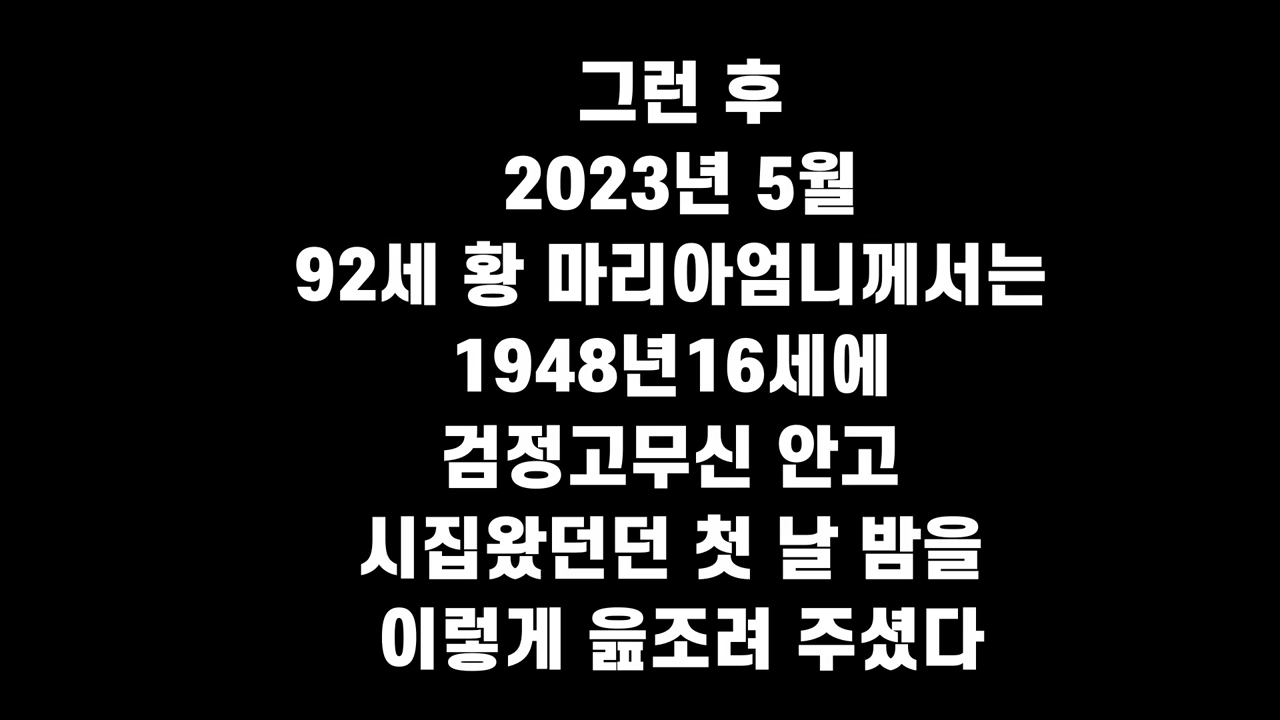 그런 후
2023년 5월
92세 황 마리아엄니께서는
1948년16세에
검정고무신 안고
시집왔던던 첫 날 밤을
이렇게 읊조려 주셨다